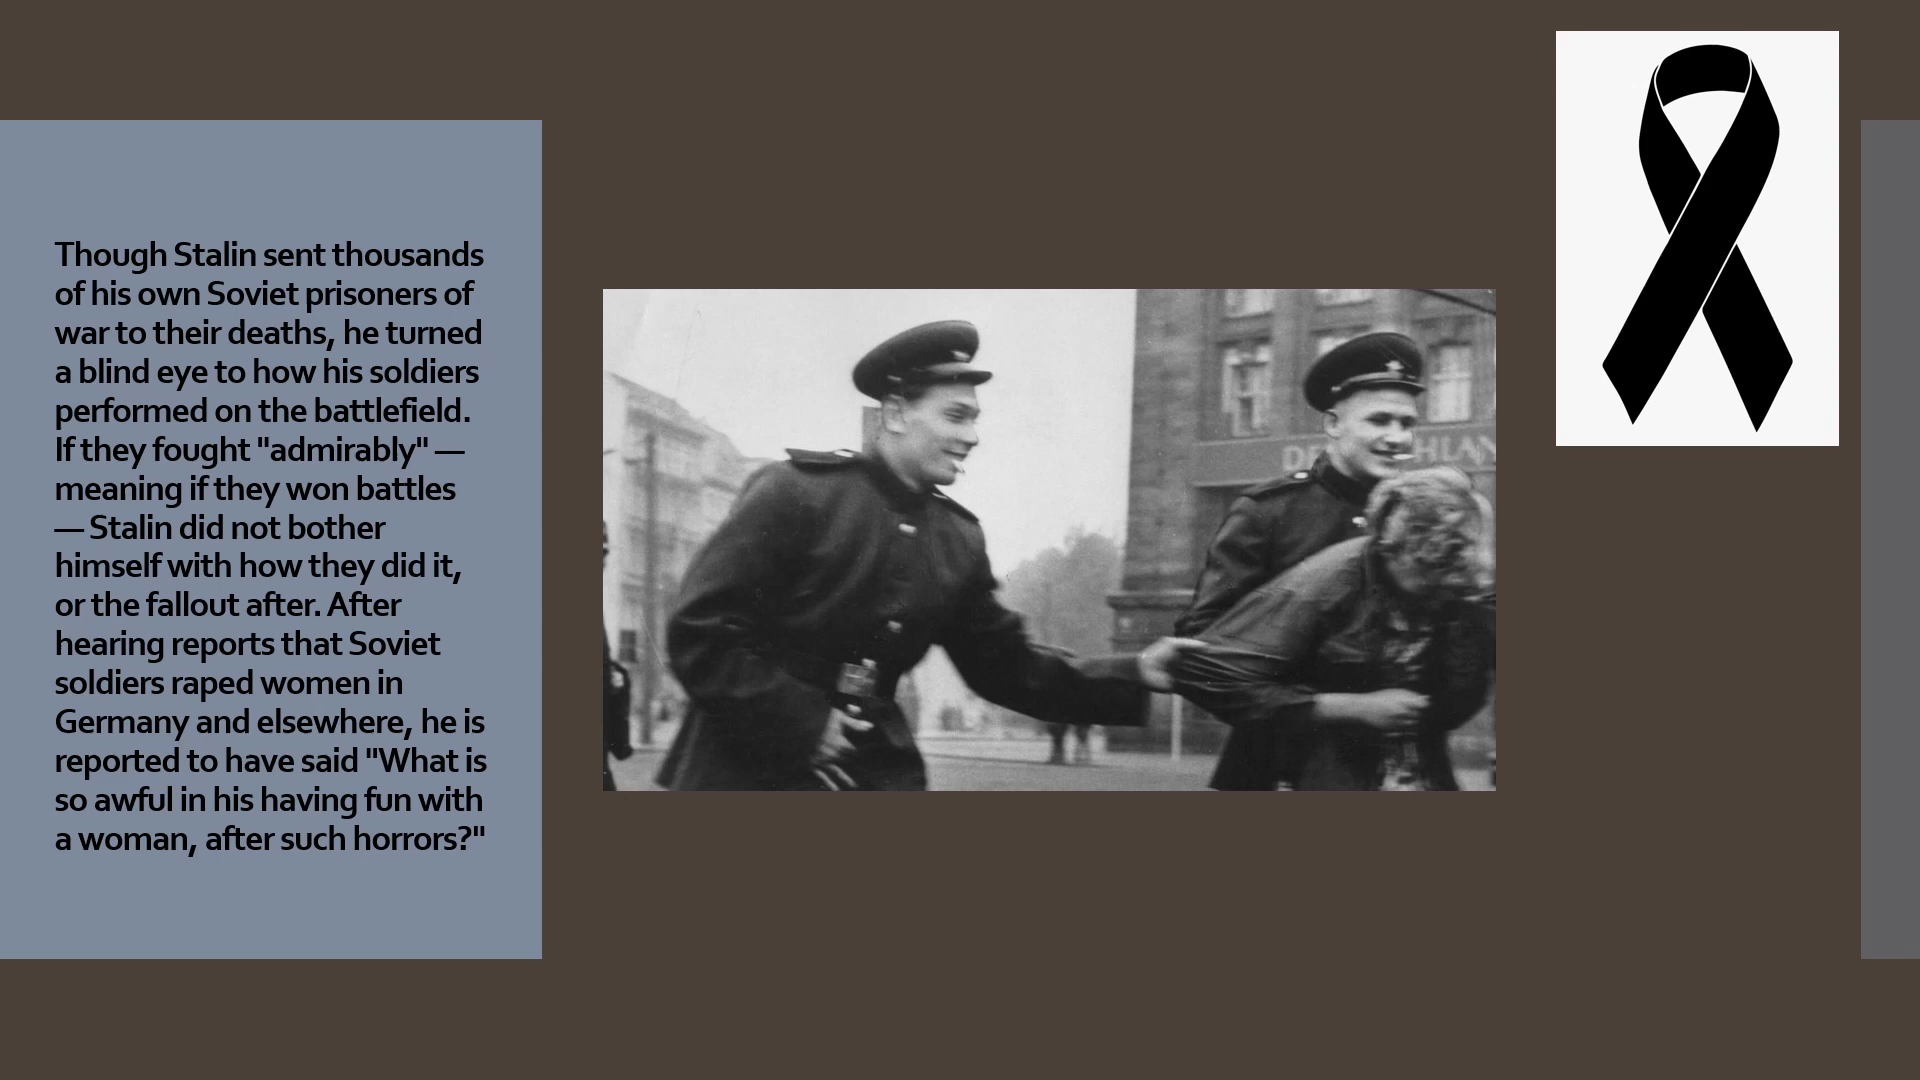 Though Stalin sent thousands
of his own Soviet prisoners of
war to their deaths, he turned
a blind eye to how his soldiers
performed on the battlefield.
If they fought "admirably" —
meaning if they won battles
— Stalin did not bother
himself with how they did it,
or the fallout after. After
hearing reports that Soviet
soldiers raped women in
Germany and elsewhere, he is
reported to have said "What is
so awful in his having fun with
a woman, after such horrors?"